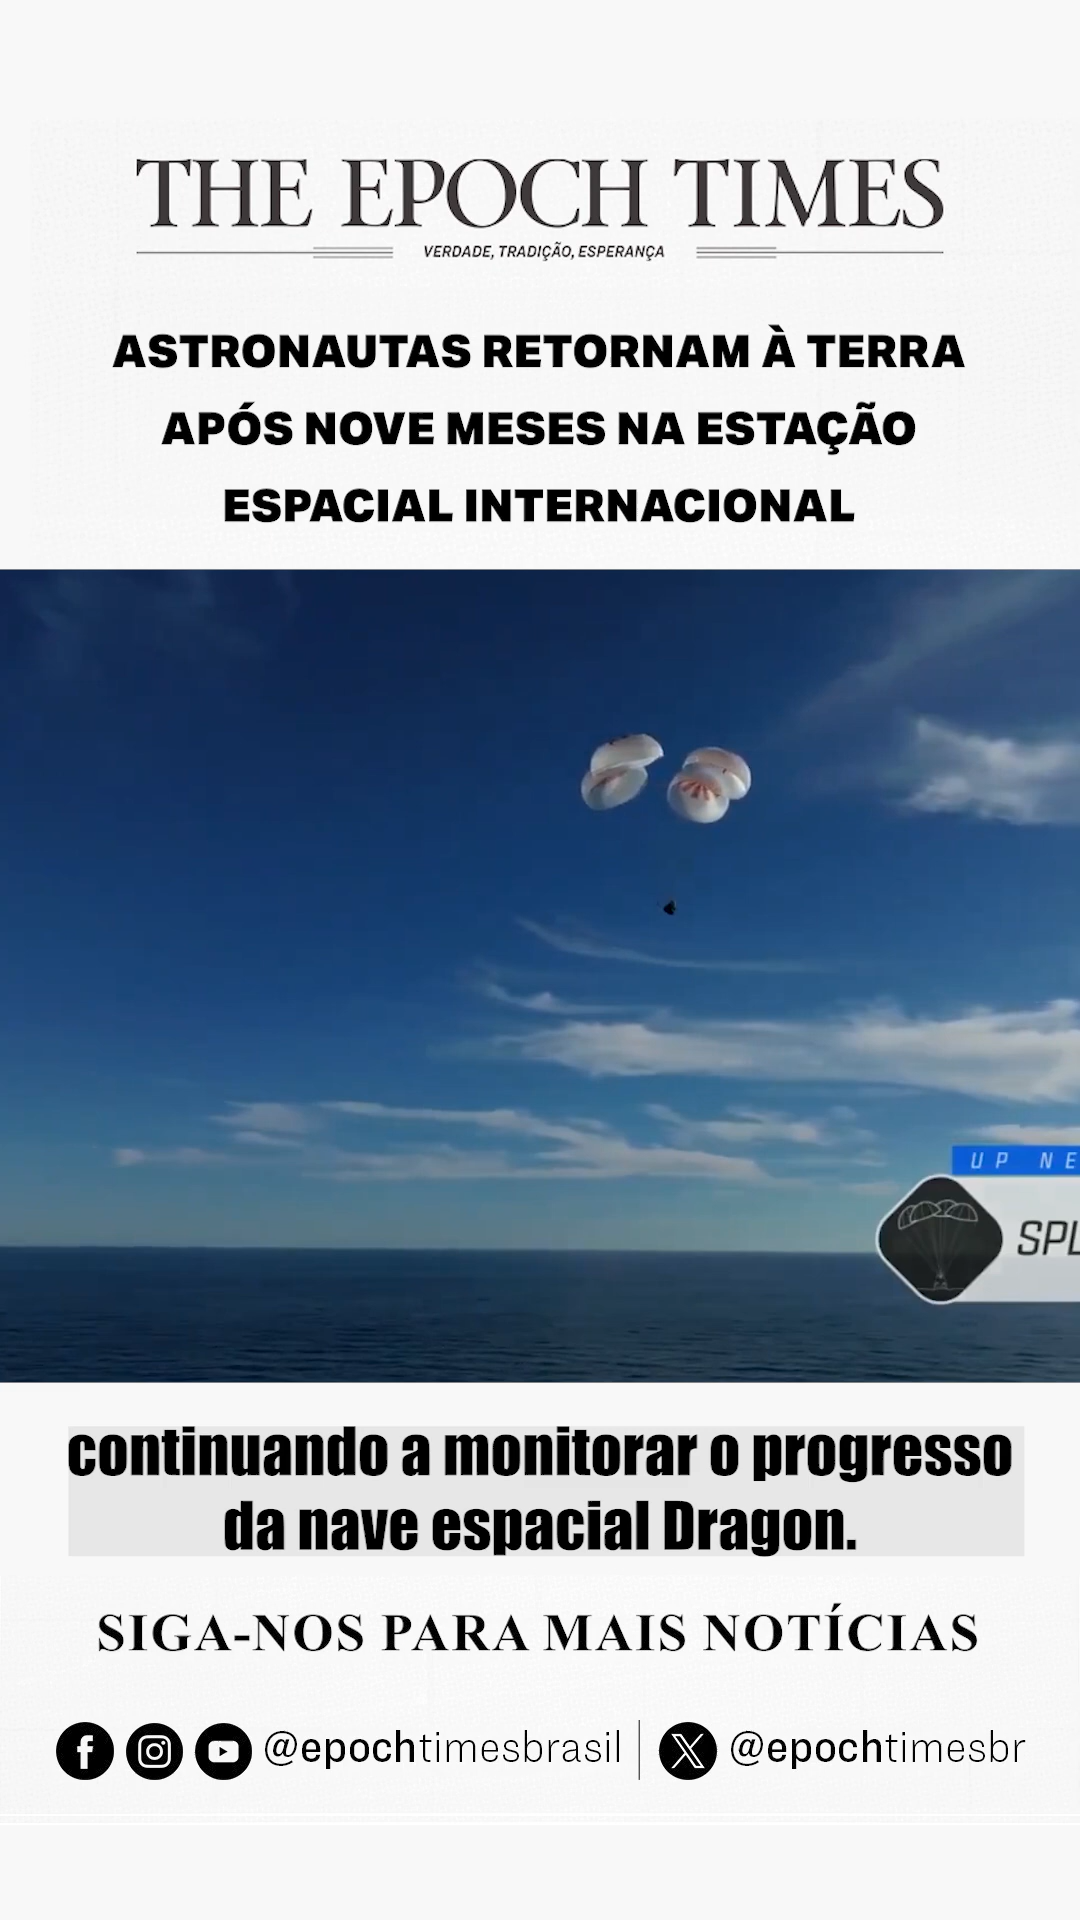 THE EPOCH TIMES
VERDADE, TRADIÇÃO, ESPERANÇA
ASTRONAUTAS RETORNAM À TERRA
APÓS NOVE MESES NA ESTAÇÃO
ESPACIAL INTERNACIONAL
UP NE
SPL
continuando a monitorar o progresso
da nave espacial Dragon.
SIGA-NOS PARA MAIS NOTÍCIAS
@epochtimesbrasil @epochtimesbr